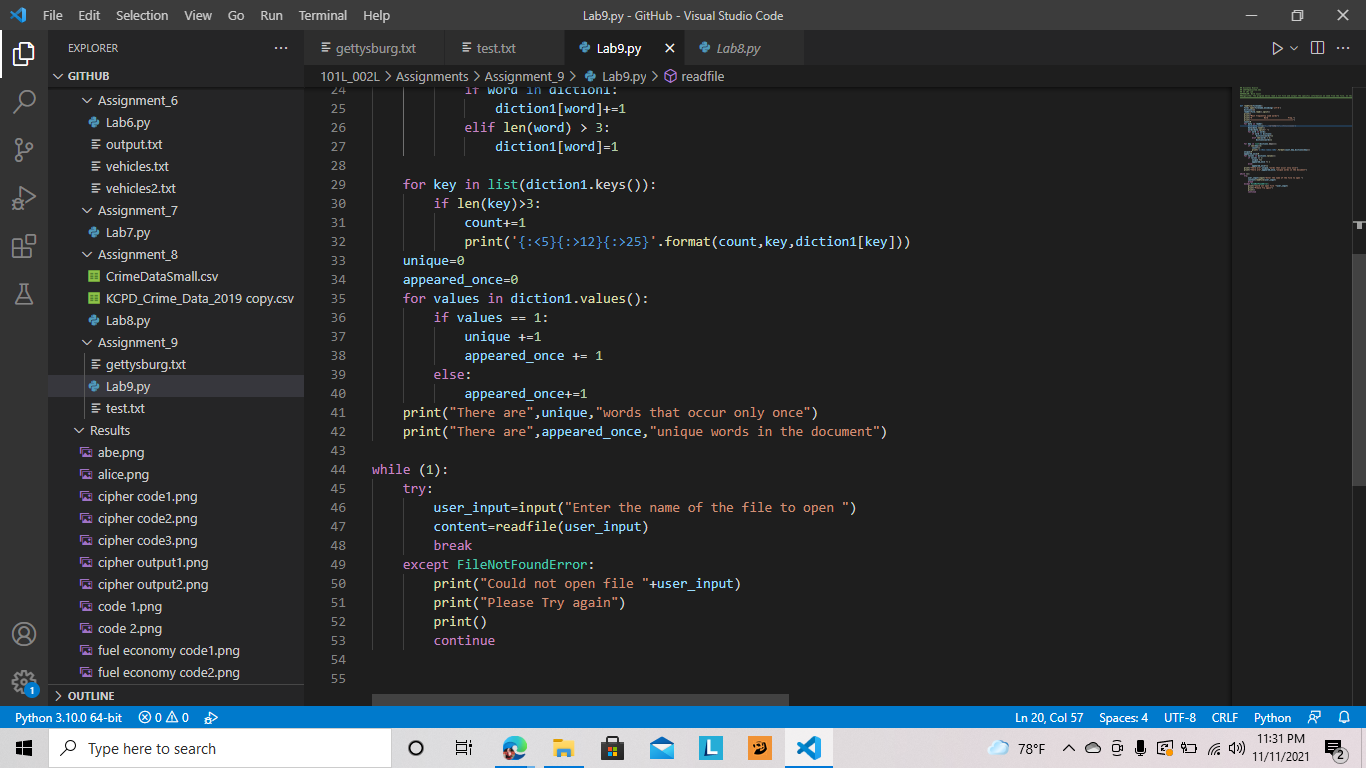 File Edit Selection View Go Run Terminal Help Lab9.py - GitHub - Visual Studio Code
EXPLORER
gettysburg.txt test.txt Lab9.py Lab8.py
GITHUB
101L_002L > Assignments > Assignment_9 > Lab9.py > readfile
Assignment_6
Lab6.py
output.txt
vehicles.txt
vehicles2.txt
Assignment_7
Lab7.py
Assignment_8
CrimeDataSmall.csv
KCPD_Crime_Data_2019 copy.csv
Lab8.py
Assignment_9
gettysburg.txt
Lab9.py
test.txt
Results
abe.png
alice.png
cipher code1.png
cipher code2.png
cipher code3.png
cipher output1.png
cipher output2.png
code 1.png
code 2.png
fuel economy code1.png
fuel economy code2.png
OUTLINE
24 if word in diction1:
25 diction1[word]+=1
26 elif len(word) > 3:
27 diction1[word]=1
28
29 for key in list(diction1.keys()):
30 if len(key)>3:
31 count+=1
32 print('{:<5}{:>12}{:>25}'.format(count,key,diction1[key]))
33 unique=0
34 appeared_once=0
35 for values in diction1.values():
36 if values == 1:
37 unique +=1
38 appeared_once += 1
39 else:
40 appeared_once+=1
41 print("There are",unique,"words that occur only once")
42 print("There are",appeared_once,"unique words in the document")
43
44 while (1):
45 try:
46 user_input=input("Enter the name of the file to open ")
47 content=readfile(user_input)
48 break
49 except FileNotFoundError:
50 print("Could not open file "+user_input)
51 print("Please Try again")
52 print()
53 continue
54
55
1
Python 3.10.0 64-bit 0 0 Ln 20, Col 57 Spaces: 4 UTF-8 CRLF Python
Type here to search L 78°F 11:31 PM
11/11/2021 2